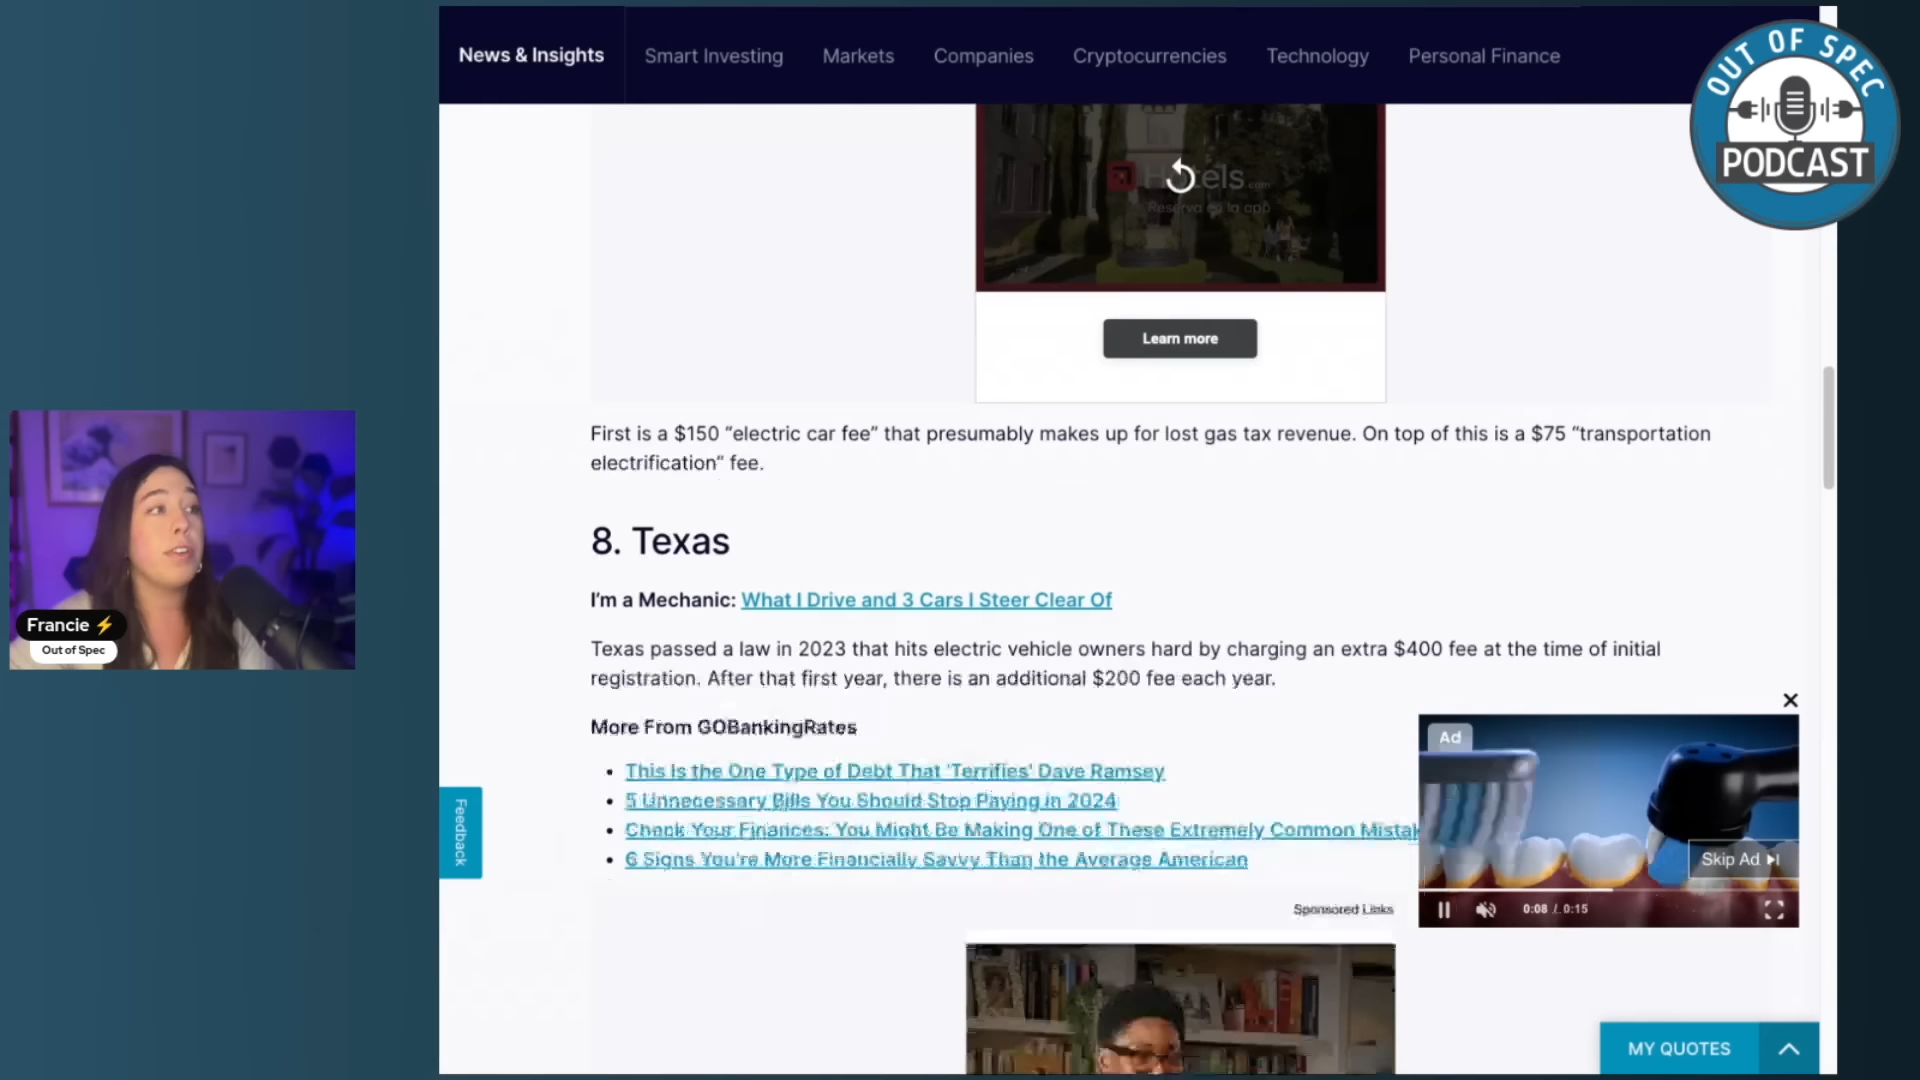 News & Insights
Smart Investing
Markets
Companies
Cryptocurrencies
Technology
Personal Finance
OUT OF SPEC
PODCAST
Hotels.com
Reserva en la app
Learn more
First is a $150 “electric car fee” that presumably makes up for lost gas tax revenue. On top of this is a $75 “transportation
electrification” fee.
8. Texas
I’m a Mechanic: What I Drive and 3 Cars I Steer Clear Of
Texas passed a law in 2023 that hits electric vehicle owners hard by charging an extra $400 fee at the time of initial
registration. After that first year, there is an additional $200 fee each year.
More From GOBankingRates
This Is the One Type of Debt That 'Terrifies' Dave Ramsey
5 Unnecessary Bills You Should Stop Paying in 2024
Check Your Finances: You Might Be Making One of These Extremely Common Mistak
6 Signs You're More Financially Savvy Than the Average American
Ad
Skip Ad
0:08 / 0:15
Feedback
Sponsored Links
MY QUOTES
Francie
Out of Spec